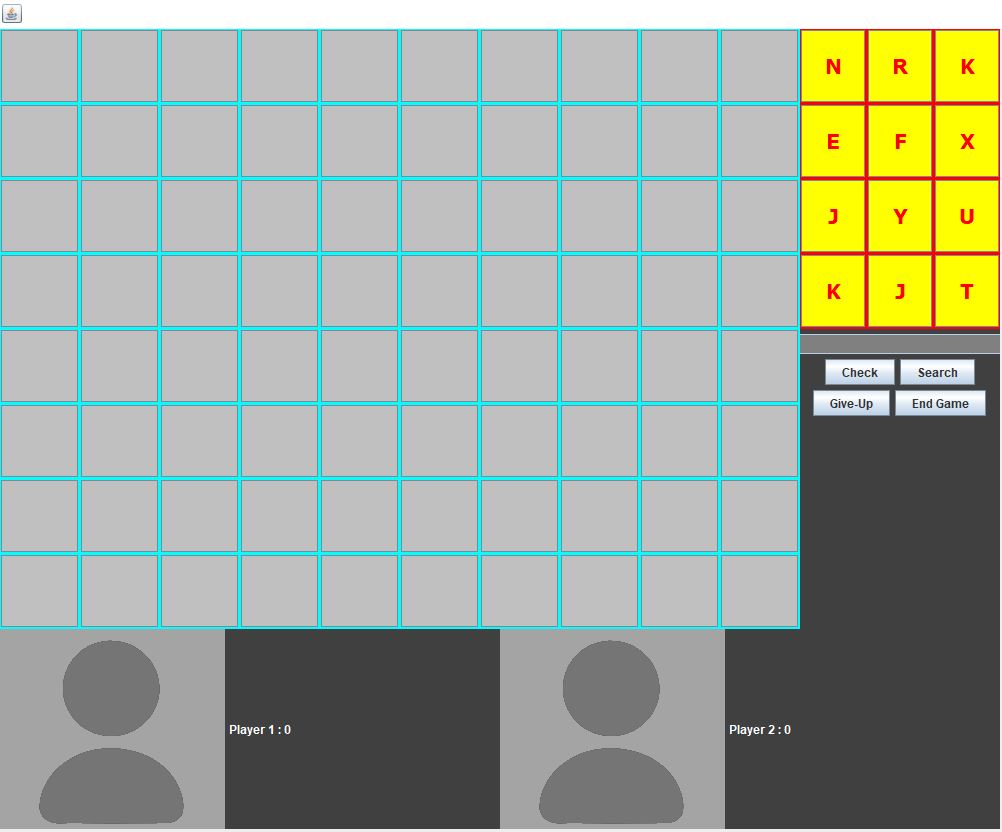 N R K
E F X
J Y U
K J T
Check Search
Give-Up End Game
Player 1 : 0 Player 2 : 0